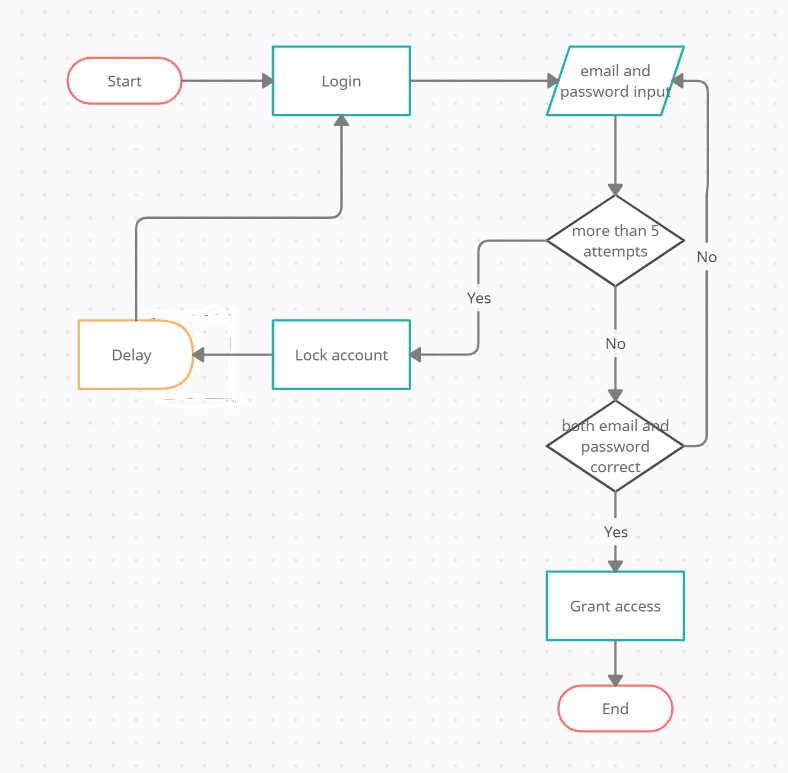 Start
Login
email and
password input
more than 5
attempts
No
Yes
Delay
Lock account
No
both email and
password
correct
Yes
Grant access
End